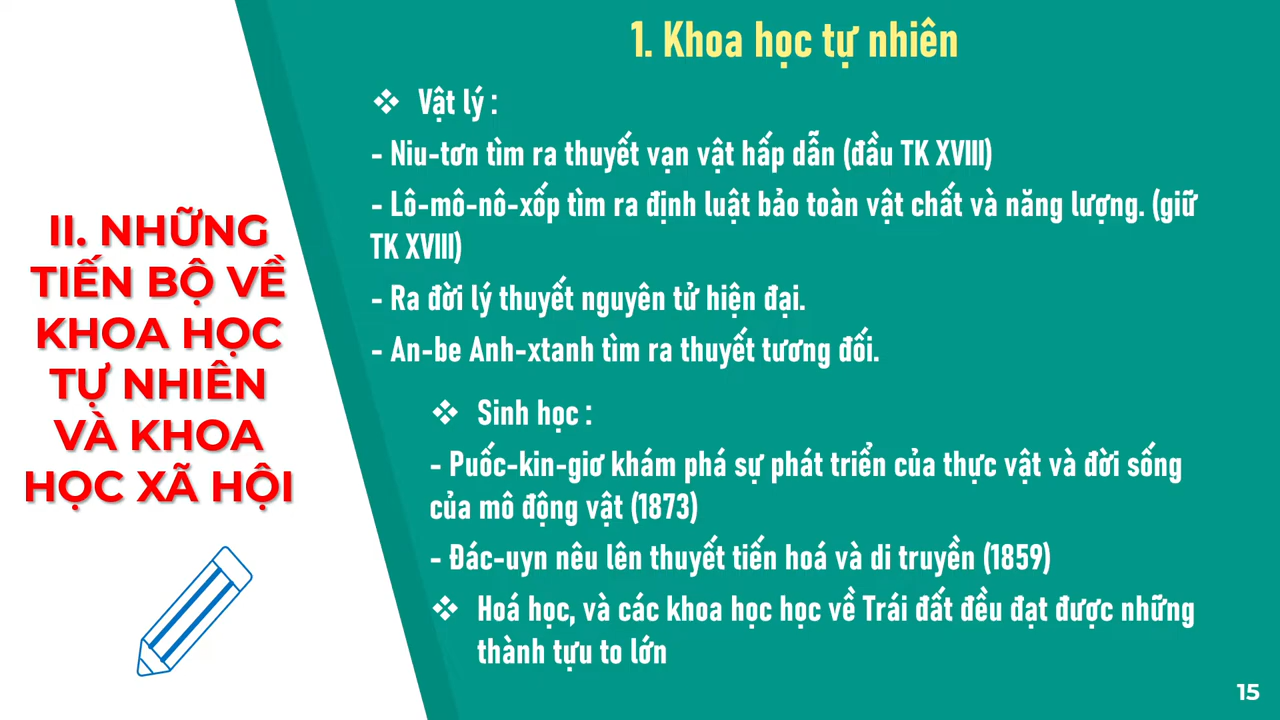 II. NHỮNG
TIẾN BỘ VỀ
KHOA HỌC
TỰ NHIÊN
VÀ KHOA
HỌC XÃ HỘI
1. Khoa học tự nhiên
❖ Vật lý :
- Niu-tơn tìm ra thuyết vạn vật hấp dẫn (đầu TK XVIII)
- Lô-mô-nô-xốp tìm ra định luật bảo toàn vật chất và năng lượng. (giữ
TK XVIII)
- Ra đời lý thuyết nguyên tử hiện đại.
- An-be Anh-xtanh tìm ra thuyết tương đối.
❖ Sinh học :
- Puốc-kin-giơ khám phá sự phát triển của thực vật và đời sống
của mô động vật (1873)
- Đác-uyn nêu lên thuyết tiến hoá và di truyền (1859)
❖ Hoá học, và các khoa học học về Trái đất đều đạt được những
thành tựu to lớn
15